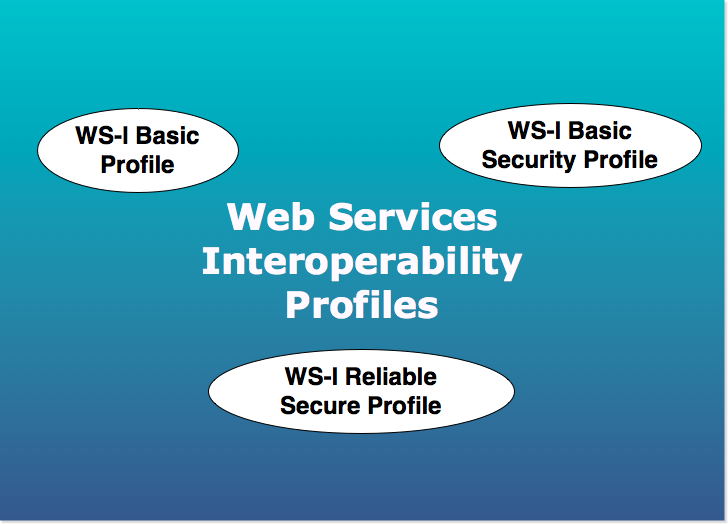 WS-I Basic
Profile
WS-I Basic
Security Profile
Web Services
Interoperability
Profiles
WS-I Reliable
Secure Profile